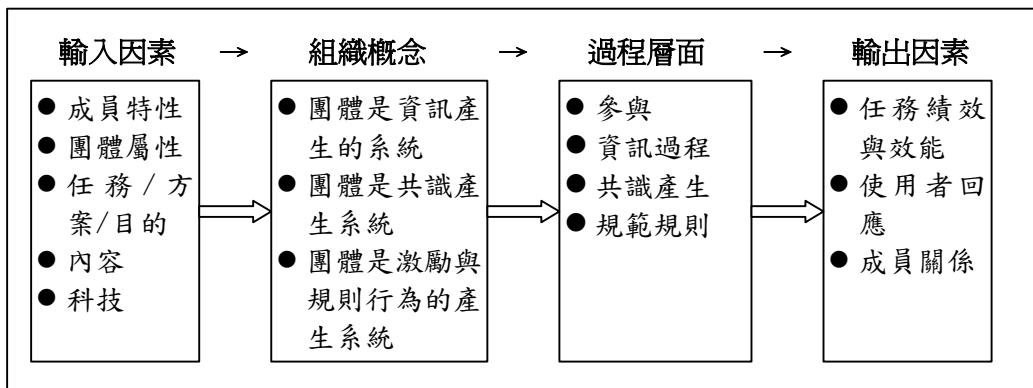 輸入因素 → 組織概念 → 過程層面 → 輸出因素
● 成員特性
● 團體屬性
● 任務/方
案/目的
● 內容
● 科技
● 團體是資訊產
生的系統
● 團體是共識產
生系統
● 團體是激勵與
規則行為的產
生系統
● 參與
● 資訊過程
● 共識產生
● 規范規則
● 任務績效
與效能
● 使用者回
應
● 成員關係